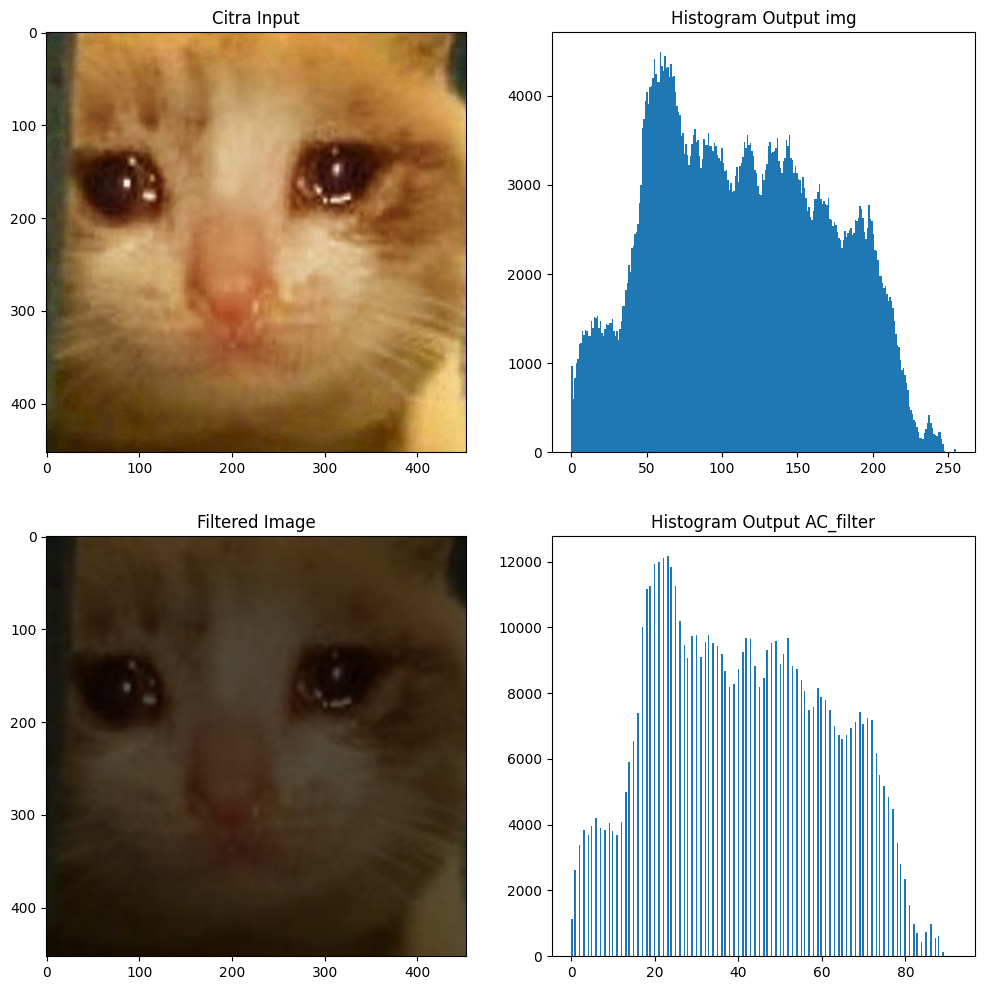 Citra Input
0
100
200
300
400
0 100 200 300 400
Histogram Output img
4000
3000
2000
1000
0
0 50 100 150 200 250
Filtered Image
0
100
200
300
400
0 100 200 300 400
Histogram Output AC_filter
12000
10000
8000
6000
4000
2000
0
0 20 40 60 80